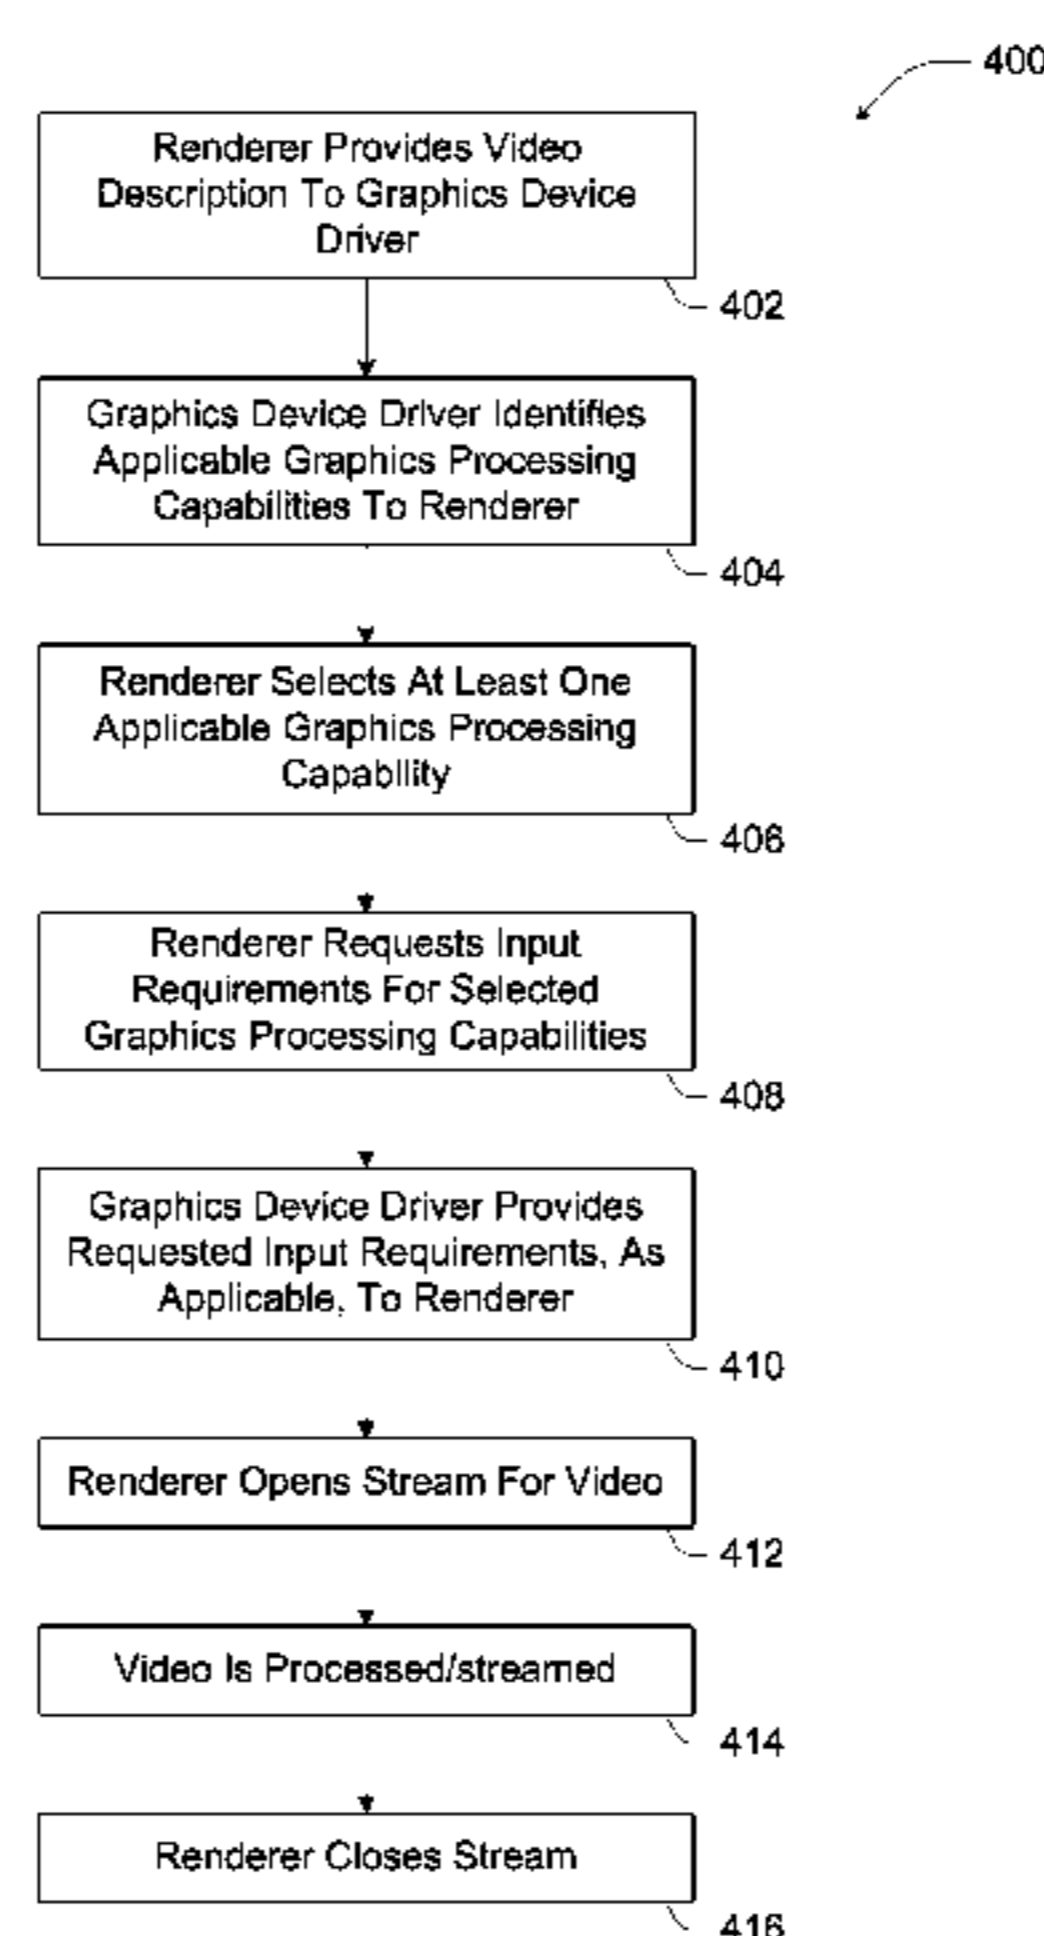 400
Renderer Provides Video
Description To Graphics Device
Driver
402
Graphics Device Driver Identifies
Applicable Graphics Processing
Capabilities To Renderer
404
Renderer Selects At Least One
Applicable Graphics Processing
Capability
406
Renderer Requests Input
Requirements For Selected
Graphics Processing Capabilities
408
Graphics Device Driver Provides
Requested Input Requirements, As
Applicable, To Renderer
410
Renderer Opens Stream For Video
412
Video Is Processed/streamed
414
Renderer Closes Stream
416